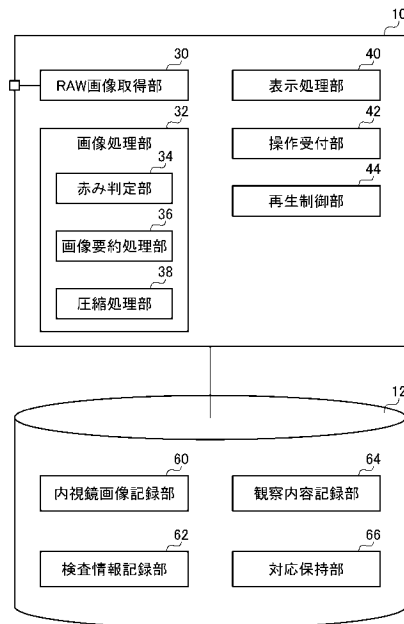 10
30
RAW画像取得部
32
画像処理部
34
赤み判定部
36
画像要約処理部
38
圧縮処理部
40
表示処理部
42
操作受付部
44
再生制御部
12
60
内視鏡画像記録部
64
観察内容記録部
62
検査情報記録部
66
対応保持部